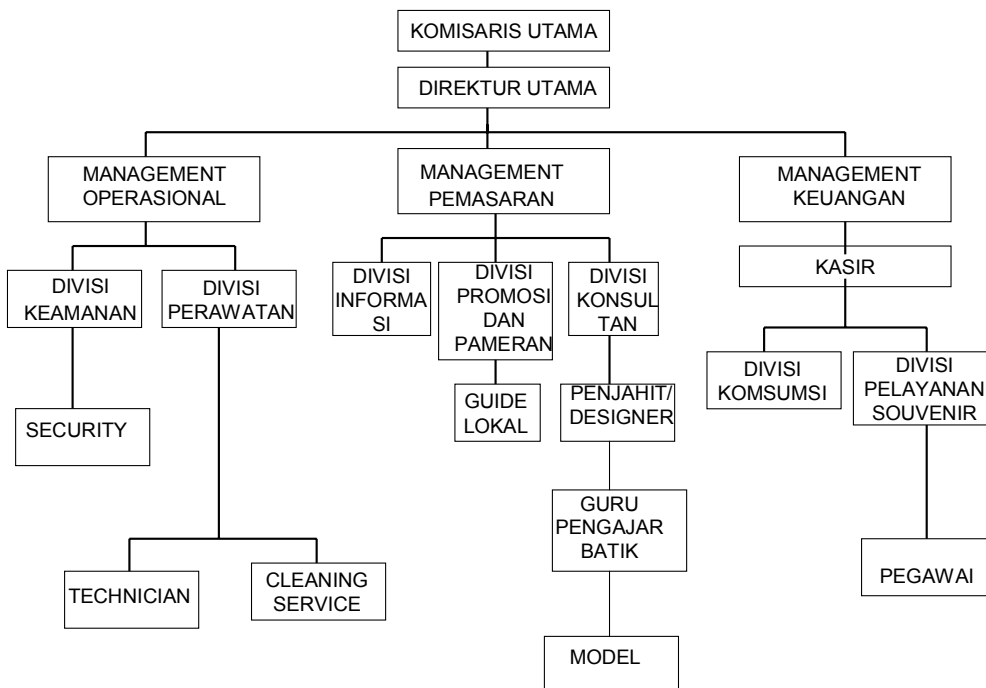 KOMISARIS UTAMA
DIREKTUR UTAMA
MANAGEMENT
OPERASIONAL
MANAGEMENT
PEMASARAN
MANAGEMENT
KEUANGAN
DIVISI
KEAMANAN
DIVISI
PERAWATAN
DIVISI
INFORMA
SI
DIVISI
PROMOSI
DAN
PAMERAN
DIVISI
KONSUL
TAN
KASIR
SECURITY
GUIDE
LOKAL
PENJAHIT/
DESIGNER
DIVISI
KOMSUMSI
DIVISI
PELAYANAN
SOUVENIR
GURU
PENGAJAR
BATIK
TECHNICIAN
CLEANING
SERVICE
PEGAWAI
MODEL